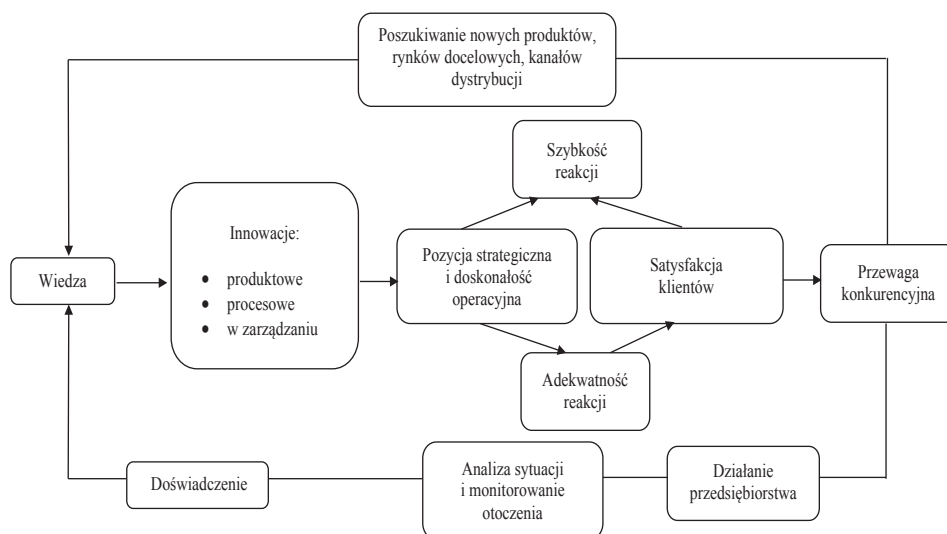 Poszukiwanie nowych produktów,
rynków docelowych, kanałów
dystrybucji
Szybkość
reakcji
Innowacje:
• produktowe
• procesowe
• w zarządzaniu
Wiedza
Pozycja strategiczna
i doskonałość
operacyjna
Satysfakcja
klientów
Przewaga
konkurencyjna
Adekwatność
reakcji
Doświadczenie
Analiza sytuacji
i monitorowanie
otoczenia
Działanie
przedsiębiorstwa